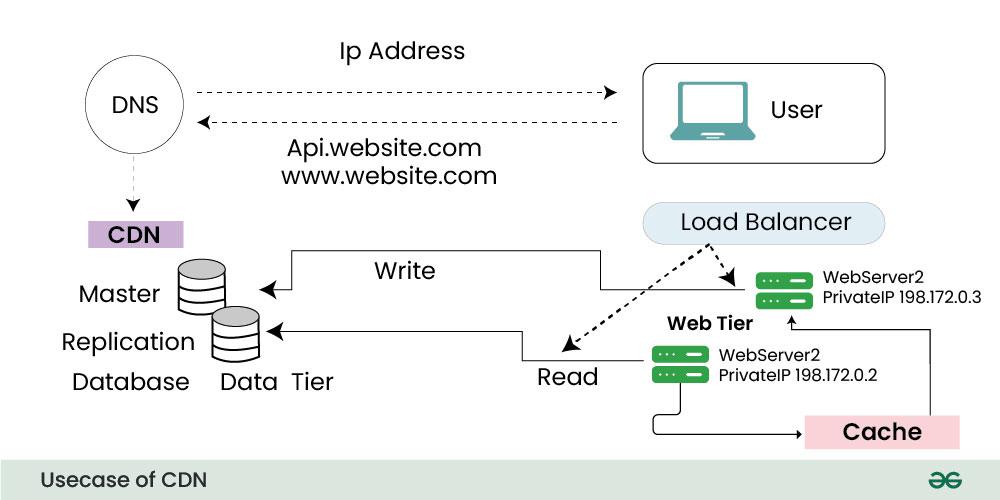 Ip Address
DNS
User
Api.website.com
www.website.com
CDN
Load Balancer
Write
Master
WebServer2
PrivateIP 198.172.0.3
Web Tier
Replication
WebServer2
PrivateIP 198.172.0.2
Read
Database Data Tier
Cache
Usecase of CDN